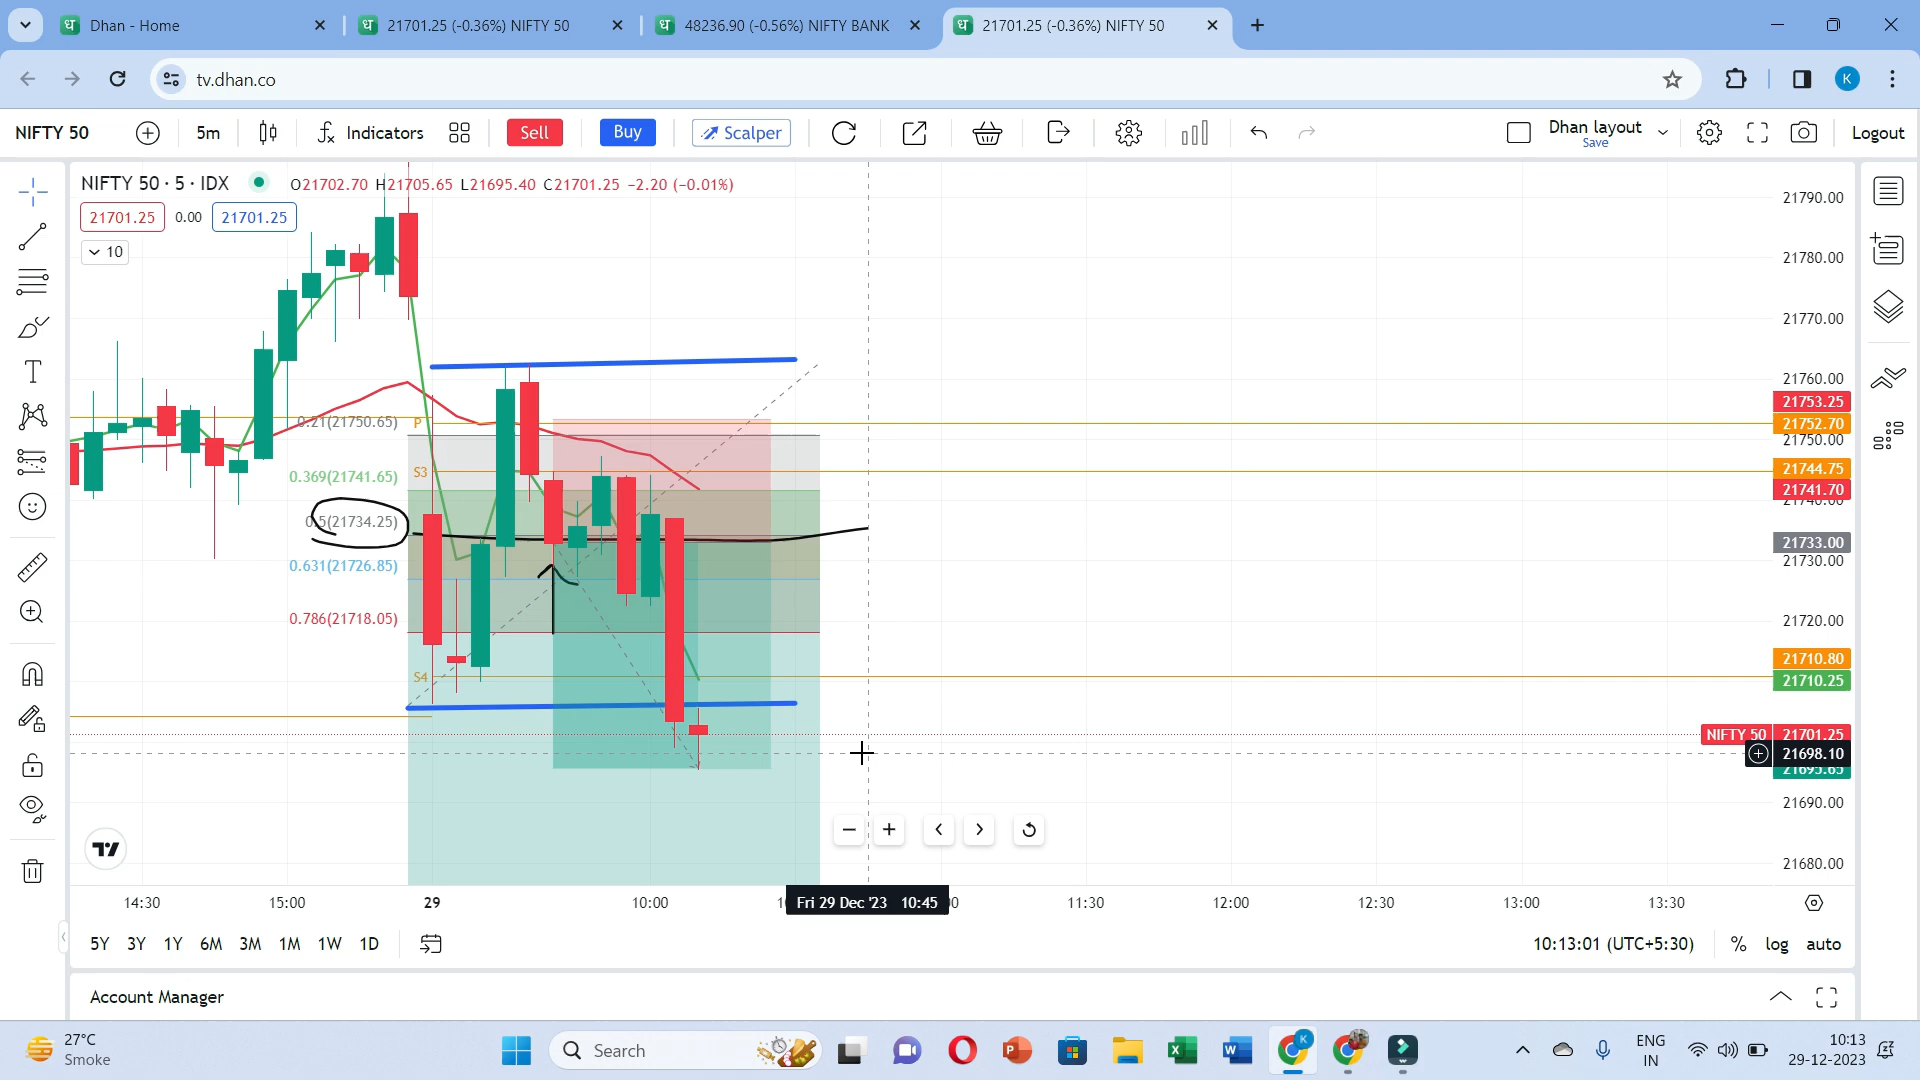 Dhan - Home
21701.25 (-0.36%) NIFTY 50
48236.90 (-0.56%) NIFTY BANK
21701.25 (-0.36%) NIFTY 50
tv.dhan.co
K
NIFTY 50
5m
Indicators
Sell
Buy
Scalper
Dhan layout
Save
Logout
NIFTY 50 · 5 · IDX
O21702.70 H21705.65 L21695.40 C21701.25 -2.20 (-0.01%)
21701.25
0.00
21701.25
10
0.21(21750.65)
P
0.369(21741.65)
S3
0.5(21734.25)
0.631(21726.85)
0.786(21718.05)
S4
21790.00
21780.00
21770.00
21760.00
21753.25
21752.70
21750.00
21744.75
21741.70
21740.00
21733.00
21730.00
21720.00
21710.80
21710.25
NIFTY 50 21701.25
21698.10
21695.65
21690.00
21680.00
14:30
15:00
29
10:00
Fri 29 Dec '23 10:45
11:30
12:00
12:30
13:00
13:30
5Y 3Y 1Y 6M 3M 1M 1W 1D
10:13:01 (UTC+5:30)
% log auto
Account Manager
27°C
Smoke
Search
ENG
IN
10:13
29-12-2023